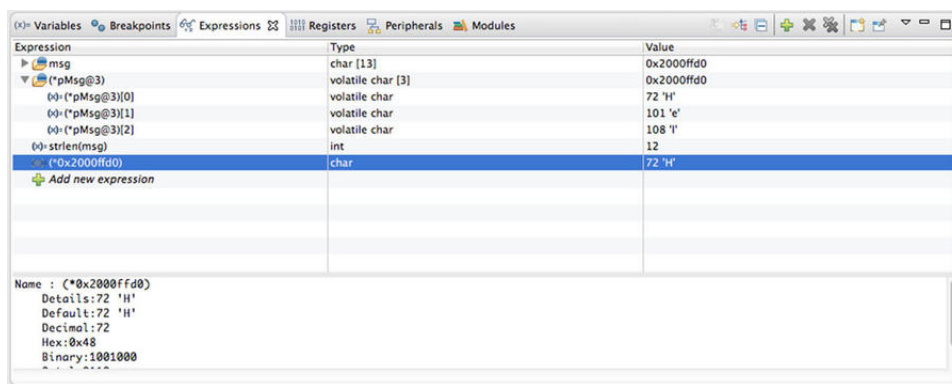 (x)= Variables Breakpoints Expressions Registers Peripherals Modules
Expression Type Value
msg char [13] 0x2000ffd0
(*pMsg@3) volatile char [3] 0x2000ffd0
(x)= (*pMsg@3)[0] volatile char 72 'H'
(x)= (*pMsg@3)[1] volatile char 101 'e'
(x)= (*pMsg@3)[2] volatile char 108 'l'
(x)= strlen(msg) int 12
(*0x2000ffd0) char 72 'H'
Add new expression
Name : (*0x2000ffd0)
Details:72 'H'
Default:72 'H'
Decimal:72
Hex:0x48
Binary:1001000